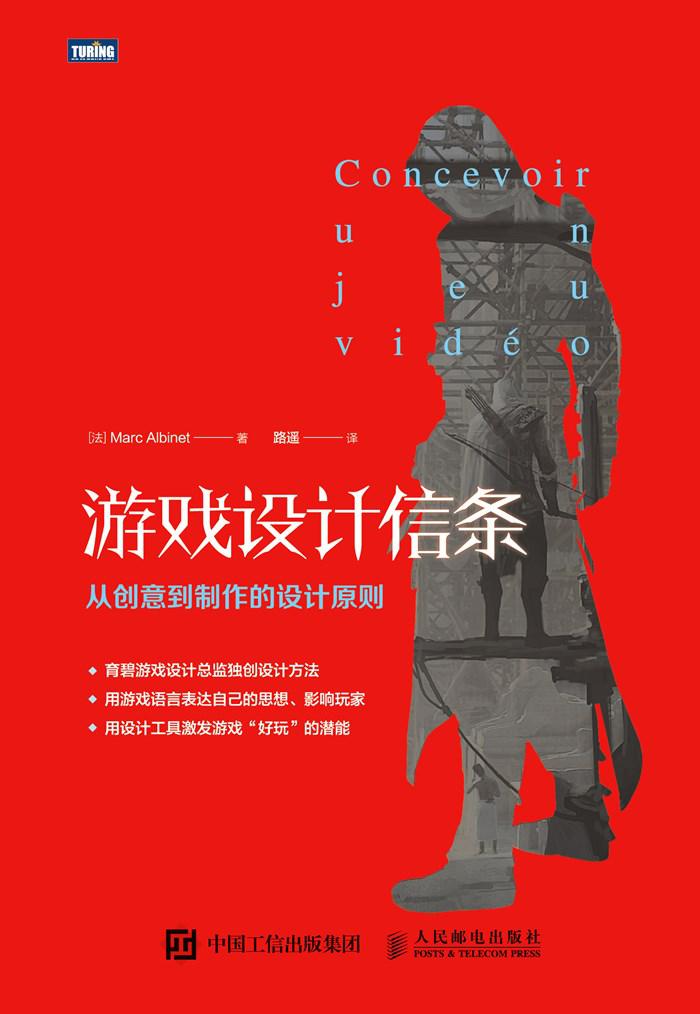 TURING
Concevoir
un
jeu
vidéo
[法] Marc Albinet —— 著 路遥 —— 译
游戏设计信条
从创意到制作的设计原则
◆ 育碧游戏设计总监独创设计方法
◆ 用游戏语言表达自己的思想、影响玩家
◆ 用设计工具激发游戏“好玩”的潜能
中国工信出版集团 人民邮电出版社
POSTS & TELECOM PRESS